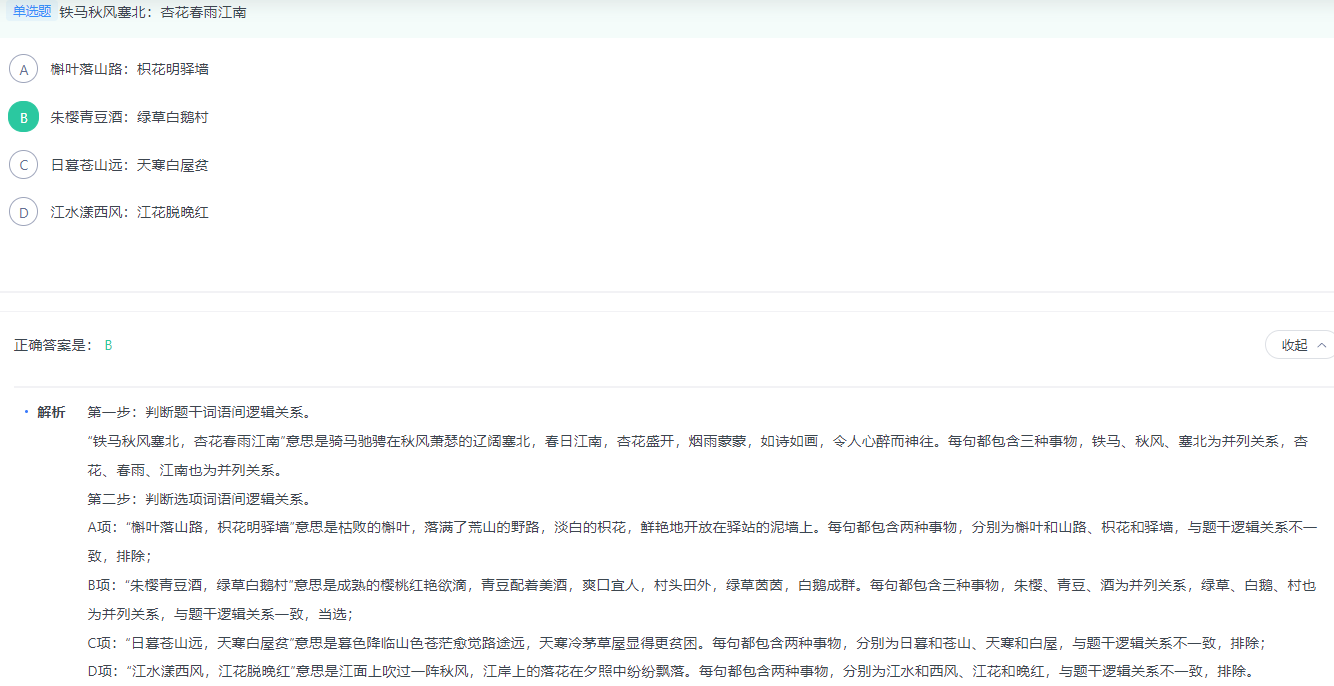 单选题 铁马秋风塞北：杏花春雨江南
A 槲叶落山路：枳花明驿墙
B 朱樱青豆酒：绿草白鹅村
C 日暮苍山远：天寒白屋贫
D 江水漾西风：江花脱晚红
正确答案是： B
收起
解析 第一步：判断题干词语间逻辑关系。
“铁马秋风塞北，杏花春雨江南”意思是骑马驰骋在秋风萧瑟的辽阔塞北，春日江南，杏花盛开，烟雨蒙蒙，如诗如画，令人心醉而神往。每句都包含三种事物，铁马、秋风、塞北为并列关系，杏
花、春雨、江南也为并列关系。
第二步：判断选项词语间逻辑关系。
A项：“槲叶落山路，枳花明驿墙”意思是枯败的槲叶，落满了荒山的野路，淡白的枳花，鲜艳地开放在驿站的泥墙上。每句都包含两种事物，分别为槲叶和山路、枳花和驿墙，与题干逻辑关系不一
致，排除；
B项：“朱樱青豆酒，绿草白鹅村”意思是成熟的樱桃红艳欲滴，青豆配着美酒，爽口宜人，村头田外，绿草茵茵，白鹅成群。每句都包含三种事物，朱樱、青豆、酒为并列关系，绿草、白鹅、村也
为并列关系，与题干逻辑关系一致，当选；
C项：“日暮苍山远，天寒白屋贫”意思是暮色降临山色苍茫愈觉路途远，天寒冷茅草屋显得更贫困。每句都包含两种事物，分别为日暮和苍山、天寒和白屋，与题干逻辑关系不一致，排除；
D项：“江水漾西风，江花脱晚红”意思是江面上吹过一阵秋风，江岸上的落花在夕照中纷纷飘落。每句都包含两种事物，分别为江水和西风、江花和晚红，与题干逻辑关系不一致，排除。